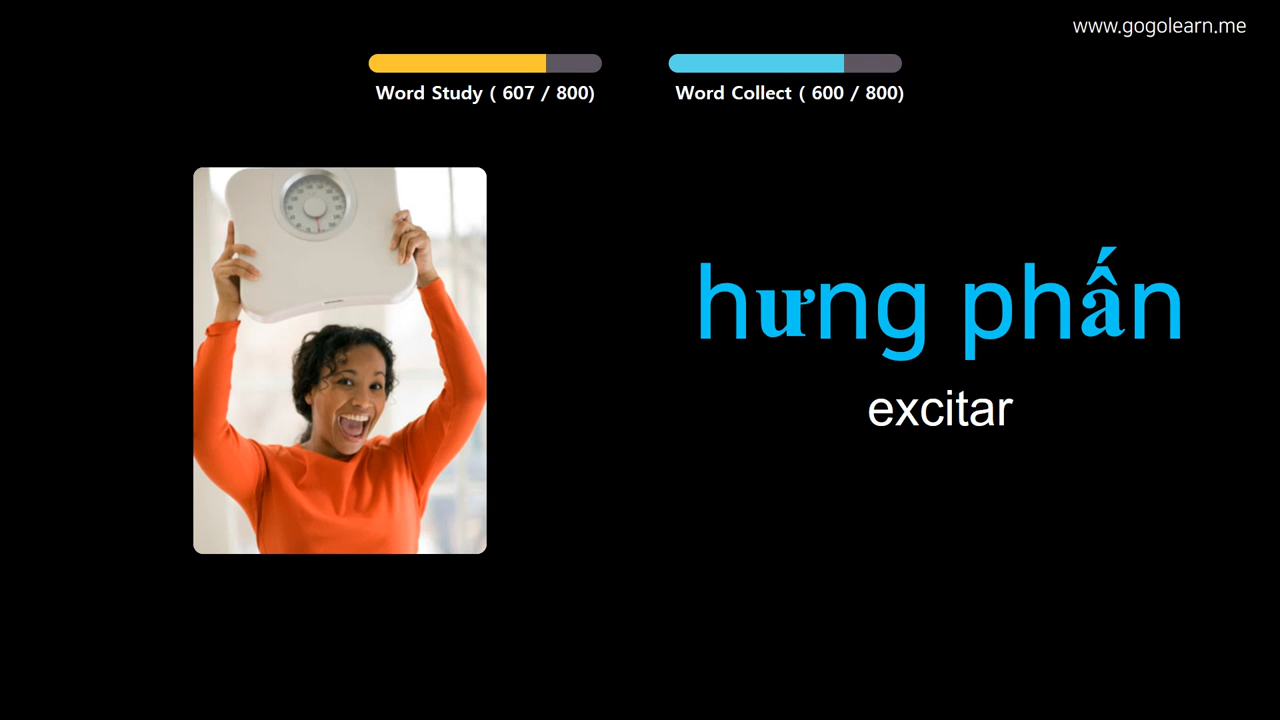 www.gogolearn.me
Word Study ( 607 / 800)
Word Collect ( 600 / 800)
hưng phấn
excitar